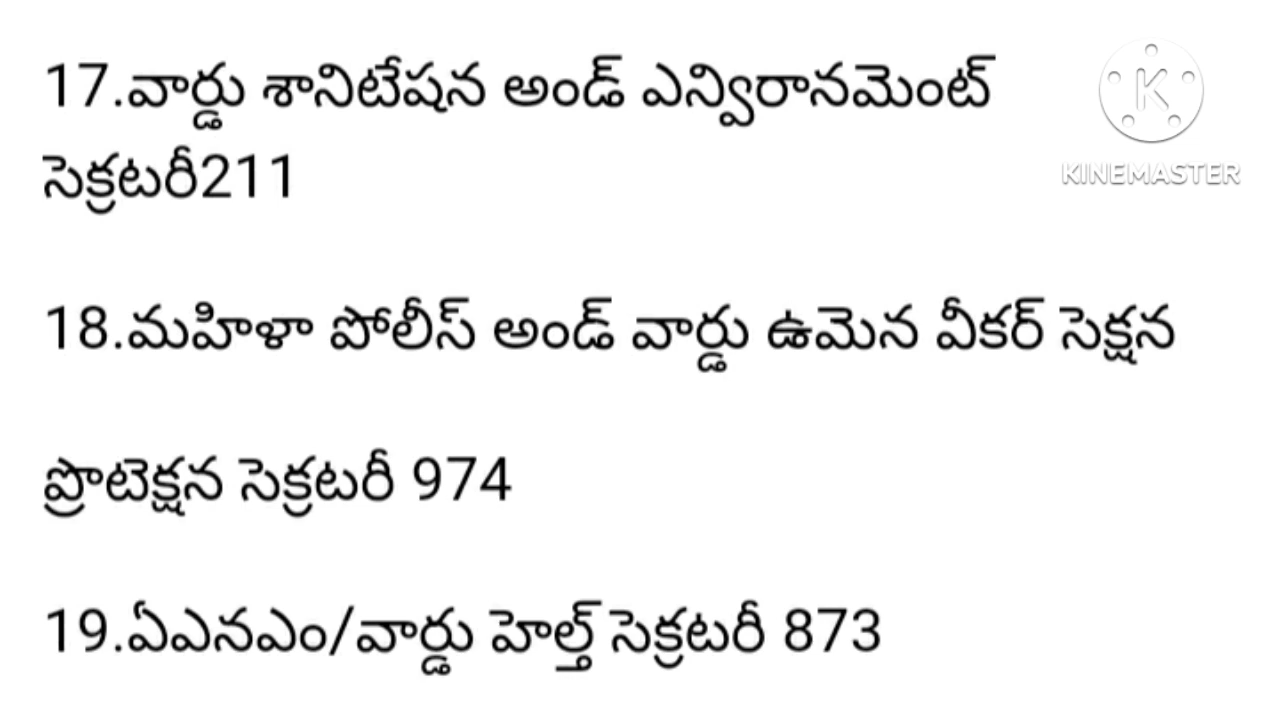 17.వార్డు శానిటేషన అండ్ ఎన్విరానమెంట్
సెక్రటరీ211
18.మహిళా పోలీస్ అండ్ వార్డు ఉమెన వీకర్ సెక్షన
ప్రొటెక్షన సెక్రటరీ 974
19.ఏఎనఎం/వార్డు హెల్త్ సెక్రటరీ 873
K
KINEMASTER